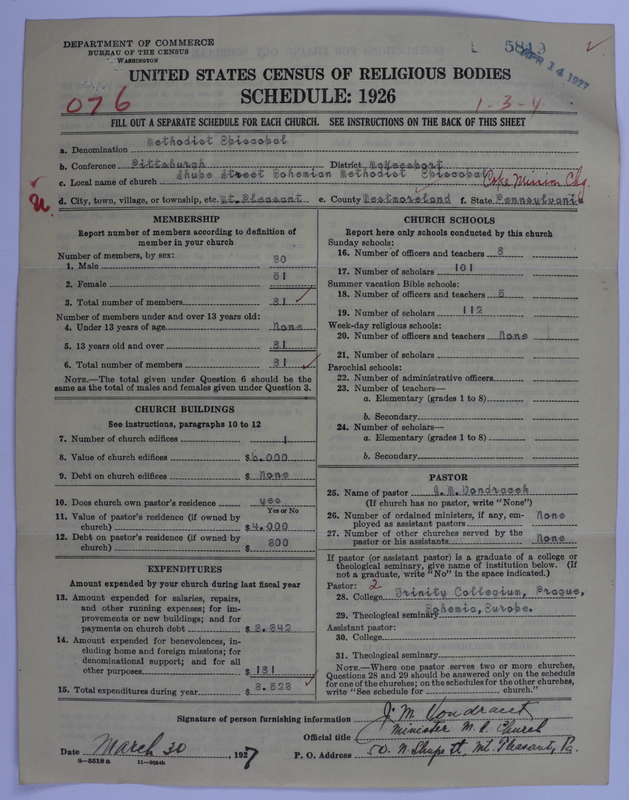 DEPARTMENT OF COMMERCE
BUREAU OF THE CENSUS
WASHINGTON
5849
APR 14 1927
UNITED STATES CENSUS OF RELIGIOUS BODIES
SCHEDULE: 1926
076
1-3-4
FILL OUT A SEPARATE SCHEDULE FOR EACH CHURCH. SEE INSTRUCTIONS ON THE BACK OF THIS SHEET
a. Denomination Methodist Episcopal
b. Conference Pittsburgh District McKeesport
c. Local name of church Shupe Street Bohemian Methodist Episcopal Coke Mission Chg.
d. City, town, village, or township, etc. Mt. Pleasant e. County Westmoreland f. State Pennsylvania
MEMBERSHIP
Report number of members according to definition of
member in your church
Number of members, by sex:
1. Male 30
2. Female 51
3. Total number of members 81
Number of members under and over 13 years old:
4. Under 13 years of age None
5. 13 years old and over 81
6. Total number of members 81
NOTE.—The total given under Question 6 should be the
same as the total of males and females given under Question 3.
CHURCH BUILDINGS
See instructions, paragraphs 10 to 12
7. Number of church edifices 1
8. Value of church edifices $6.000
9. Debt on church edifices $ None
10. Does church own pastor's residence yes
Yes or No
11. Value of pastor's residence (if owned by
church) $4.000
12. Debt on pastor's residence (if owned by
church) $ 800
EXPENDITURES
Amount expended by your church during last fiscal year
13. Amount expended for salaries, repairs,
and other running expenses; for im-
provements or new buildings; and for
payments on church debt $ 3.342
14. Amount expended for benevolences, in-
cluding home and foreign missions; for
denominational support; and for all
other purposes $ 181
15. Total expenditures during year $ 3.523
CHURCH SCHOOLS
Report here only schools conducted by this church
Sunday schools:
16. Number of officers and teachers 8
17. Number of scholars 101
Summer vacation Bible schools:
18. Number of officers and teachers 5
19. Number of scholars 112
Week-day religious schools:
20. Number of officers and teachers None
21. Number of scholars
Parochial schools:
22. Number of administrative officers
23. Number of teachers—
a. Elementary (grades 1 to 8)
b. Secondary
24. Number of scholars—
a. Elementary (grades 1 to 8)
b. Secondary
PASTOR
25. Name of pastor J. M. Vondracek
(If church has no pastor, write "None")
26. Number of ordained ministers, if any, em-
ployed as assistant pastors None
27. Number of other churches served by the
pastor or his assistants None
If pastor (or assistant pastor) is a graduate of a college or
theological seminary, give name of institution below. (If
not a graduate, write "No" in the space indicated.)
Pastor: 2
28. College Trinity Collegium, Prague,
29. Theological seminary Bohemia, Europe.
Assistant pastor:
30. College
31. Theological seminary
NOTE.—Where one pastor serves two or more churches,
Questions 28 and 29 should be answered only on the schedule
for one of the churches; on the schedules for the other churches,
write "See schedule for church."
Signature of person furnishing information J. M. Vondracek
Official title Minister M. E. Church
Date March 30 1927 P. O. Address 50. N. Shupe St, Mt. Pleasant, Pa.
8—5518a 11—9054b